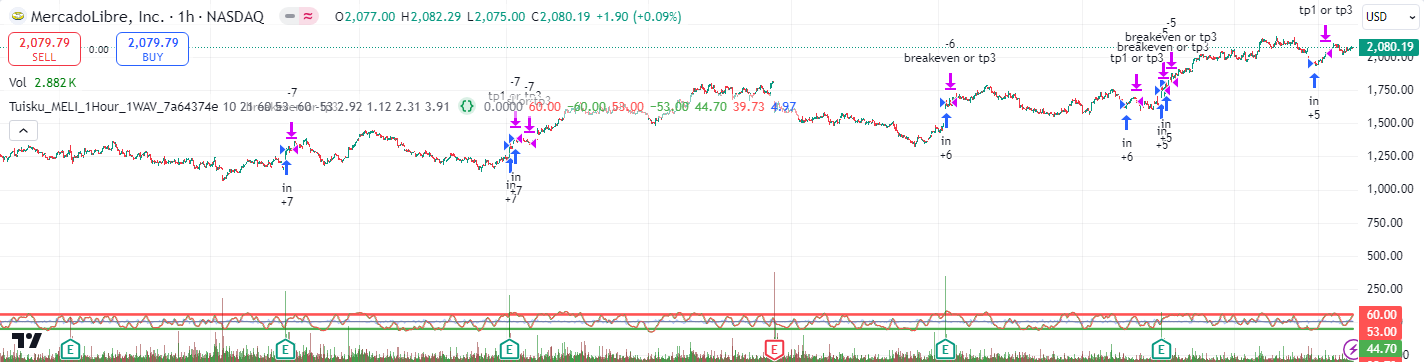 MercadoLibre, Inc. · 1h · NASDAQ O2,077.00 H2,082.29 L2,075.00 C2,080.19 +1.90 (+0.09%)
USD
2,079.79
SELL
0.00
2,079.79
BUY
Vol 2.882 K
Tuisku_MELI_1Hour_1WAV_7a64374e 10 2 2.92 1.12 2.31 3.91 0.0000 60.00 −60.00 53.00 −53.00 44.70 39.73 4.97
-7
in
+7
-7
-7
tp1 or tp3
in
in
+7
+7
-6
breakeven or tp3
in
+6
tp1 or tp3
in
+6
-5
breakeven or tp3
breakeven or tp3
in
in
+5
+5
tp1 or tp3
in
+5
2,080.19
2,000.00
1,750.00
1,500.00
1,250.00
1,000.00
750.00
500.00
250.00
60.00
53.00
44.70
E
E
E
E
E
E